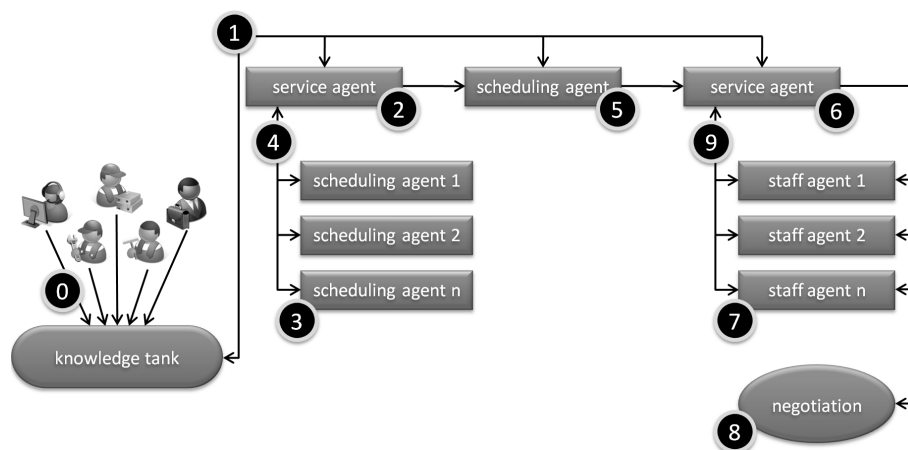 1
service agent
2
scheduling agent
5
service agent
6
4
9
scheduling agent 1
scheduling agent 2
scheduling agent n
3
staff agent 1
staff agent 2
staff agent n
7
0
knowledge tank
negotiation
8